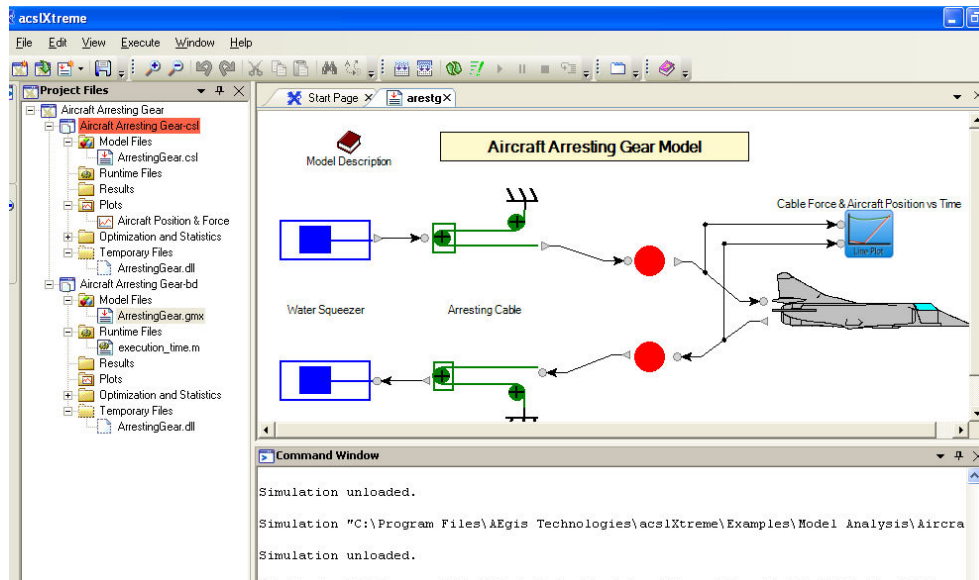 acslXtreme
File Edit View Execute Window Help
Project Files
Start Page
arestg
Aircraft Arresting Gear
Aircraft Arresting Gear-csl
Model Files
ArrestingGear.csl
Runtime Files
Results
Plots
Aircraft Position & Force
Optimization and Statistics
Temporary Files
ArrestingGear.dll
Aircraft Arresting Gear-bd
Model Files
ArrestingGear.gmx
Runtime Files
execution_time.m
Results
Plots
Optimization and Statistics
Temporary Files
ArrestingGear.dll
Model Description
Aircraft Arresting Gear Model
Cable Force & Aircraft Position vs Time
Line Plot
Water Squeezer
Arresting Cable
Command Window
Simulation unloaded.
Simulation "C:\Program Files\AEgis Technologies\acslXtreme\Examples\Model Analysis\Aircra
Simulation unloaded.